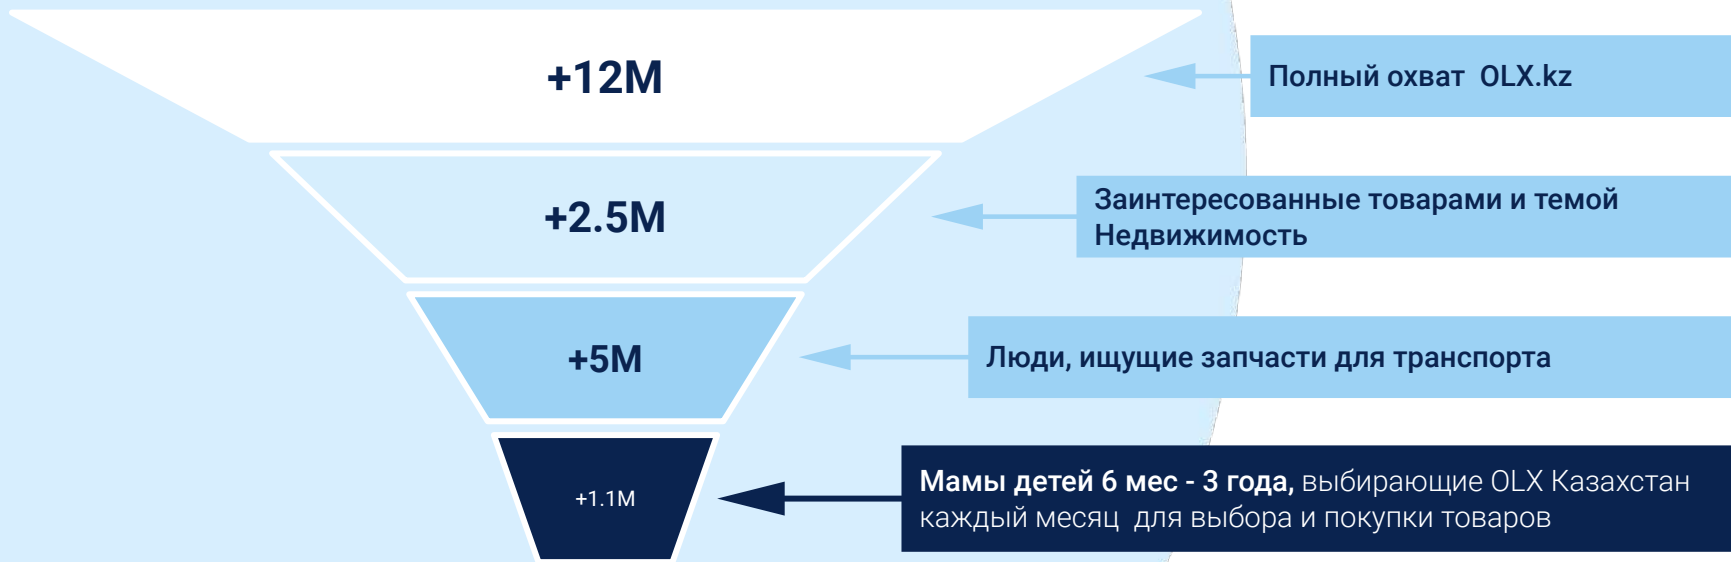 +12M
Полный охват OLX.kz
+2.5M
Заинтересованные товарами и темой
Недвижимость
+5M
Люди, ищущие запчасти для транспорта
+1.1M
Мамы детей 6 мес - 3 года, выбирающие OLX Казахстан
каждый месяц для выбора и покупки товаров